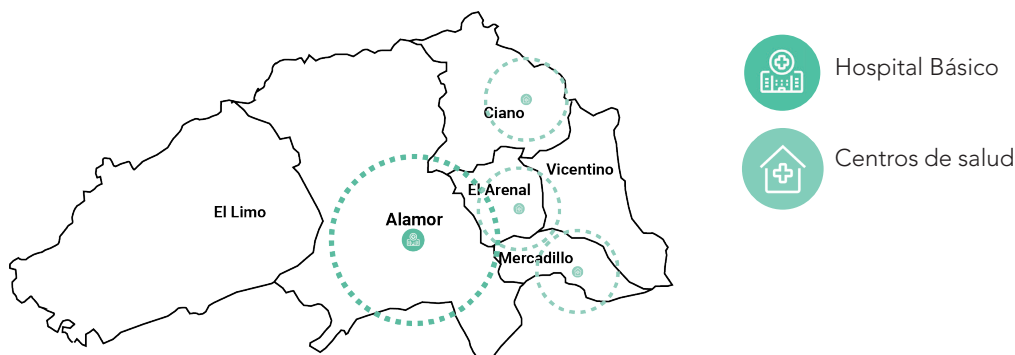 Hospital Básico
Ciano
Centros de salud
Vicentino
El Arenal
El Limo
Alamor
Mercadillo